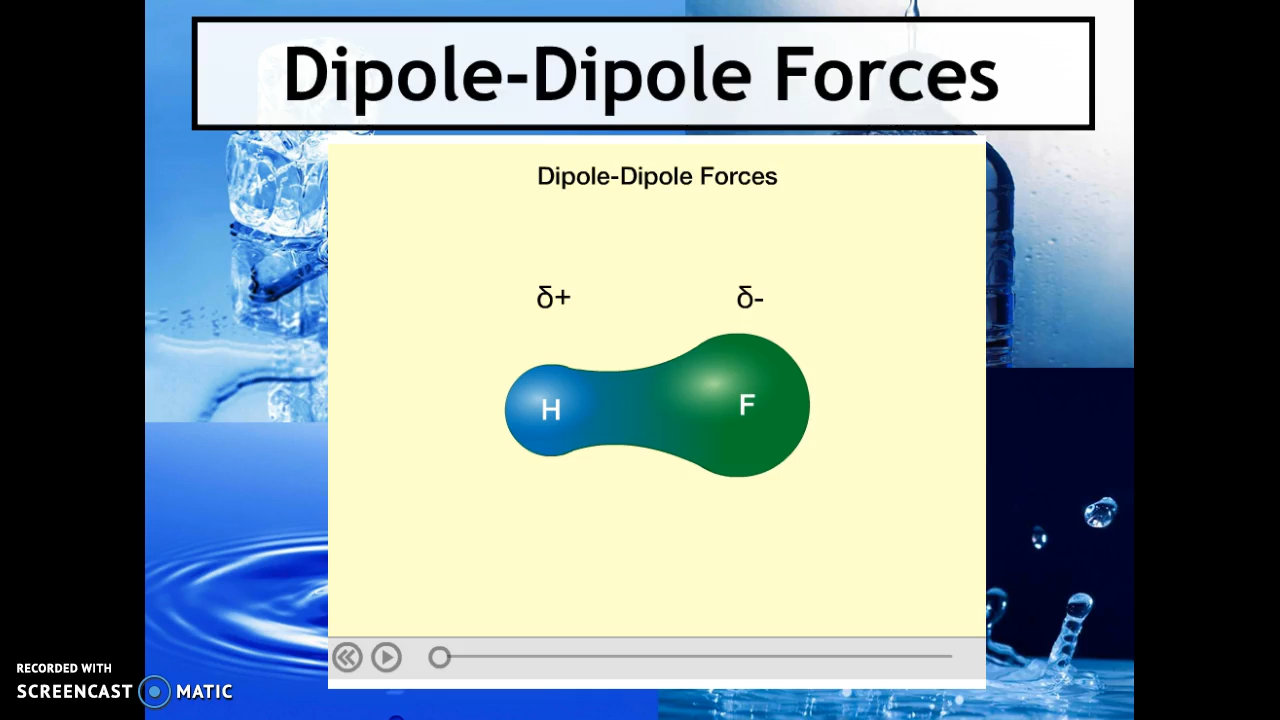 Dipole-Dipole Forces
Dipole-Dipole Forces
δ+ δ-
H F
RECORDED WITH
SCREENCAST MATIC